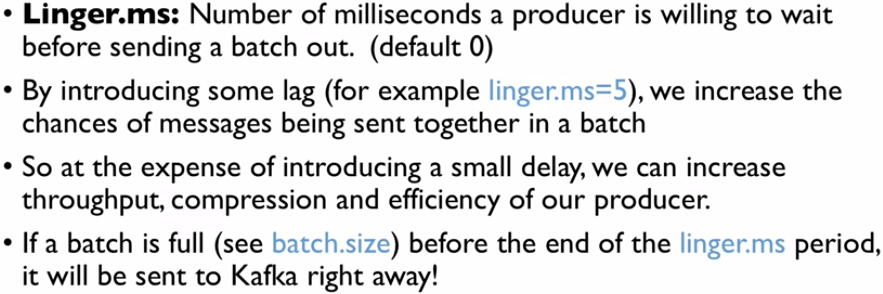 • Linger.ms: Number of milliseconds a producer is willing to wait
before sending a batch out. (default 0)
• By introducing some lag (for example linger.ms=5), we increase the
chances of messages being sent together in a batch
• So at the expense of introducing a small delay, we can increase
throughput, compression and efficiency of our producer.
• If a batch is full (see batch.size) before the end of the linger.ms period,
it will be sent to Kafka right away!